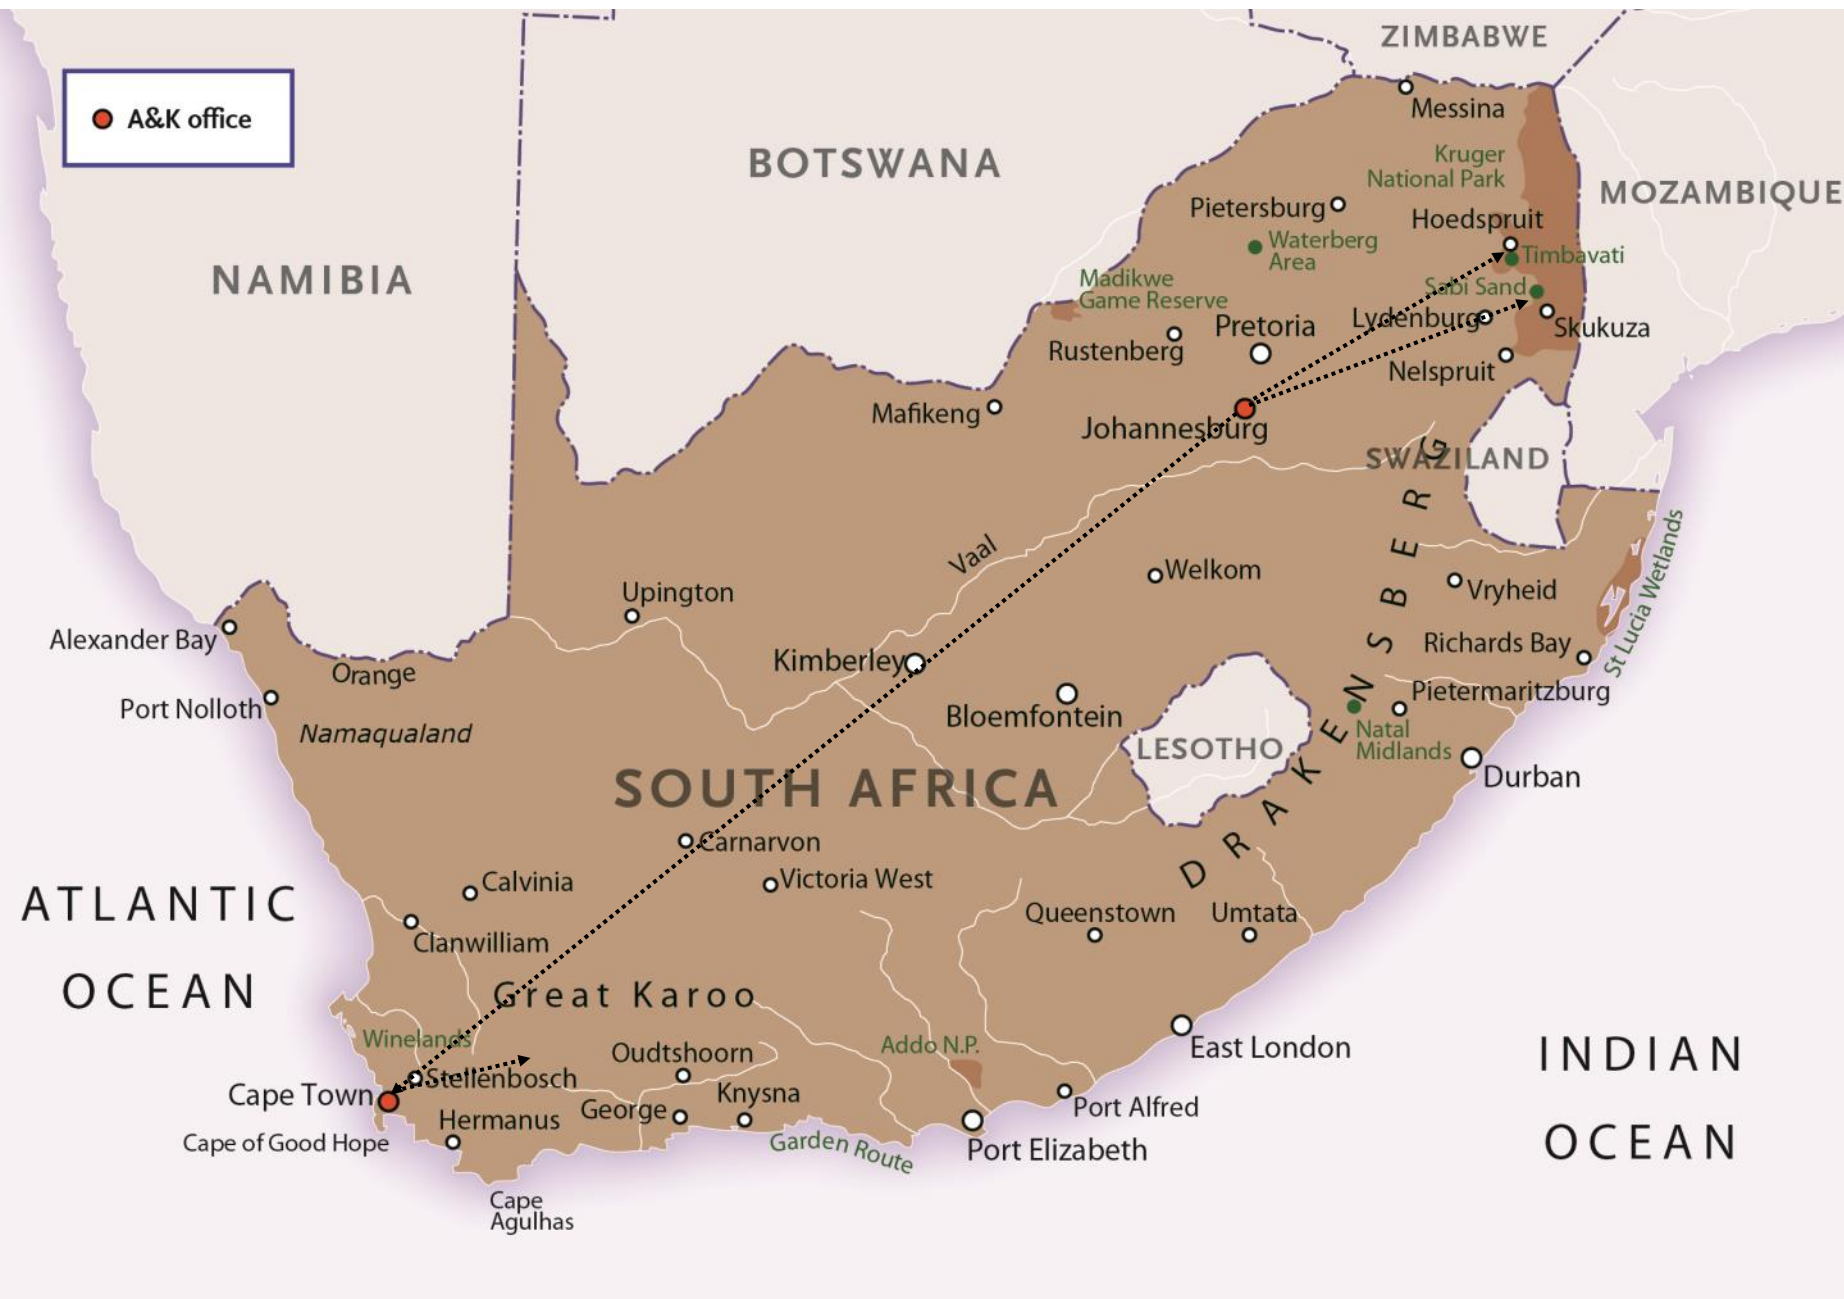 ZIMBABWE
A&K office
Messina
BOTSWANA
Kruger
National Park
MOZAMBIQUE
Pietersburg
Hoedspruit
Waterberg
Area
Timbavati
NAMIBIA
Madikwe
Game Reserve
Sabi Sand
Lydenburg
Skukuza
Pretoria
Rustenberg
Nelspruit
Mafikeng
Johannesburg
SWAZILAND
DRAKENSBERG
Vaal
Welkom
Vryheid
St Lucia Wetlands
Upington
Alexander Bay
Richards Bay
Orange
Kimberley
Port Nolloth
Pietermaritzburg
Namaqualand
Bloemfontein
Natal
Midlands
LESOTHO
Durban
SOUTH AFRICA
Carnarvon
Calvinia
Victoria West
ATLANTIC
OCEAN
Clanwilliam
Queenstown
Umtata
Great Karoo
Winelands
Addo N.P.
Oudtshoorn
East London
INDIAN
OCEAN
Stellenbosch
Cape Town
Knysna
George
Hermanus
Port Alfred
Cape of Good Hope
Garden Route
Port Elizabeth
Cape
Agulhas